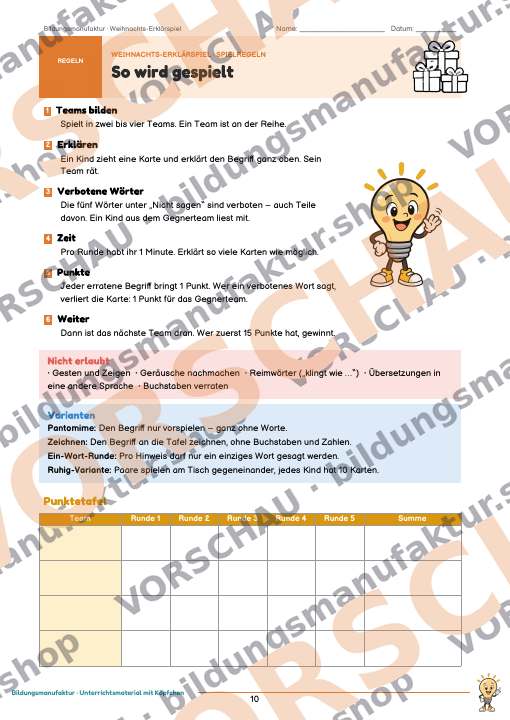 Bildungsmanufaktur · Weihnachts-Erklärspiel
Name: Datum:
REGELN
WEIHNACHTS-ERKLÄRSPIEL · SPIELREGELN
So wird gespielt
1 Teams bilden
Spielt in zwei bis vier Teams. Ein Team ist an der Reihe.
2 Erklären
Ein Kind zieht eine Karte und erklärt den Begriff ganz oben. Sein
Team rät.
3 Verbotene Wörter
Die fünf Wörter unter „Nicht sagen“ sind verboten – auch Teile
davon. Ein Kind aus dem Gegnerteam liest mit.
4 Zeit
Pro Runde habt ihr 1 Minute. Erklärt so viele Karten wie möglich.
5 Punkte
Jeder erratene Begriff bringt 1 Punkt. Wer ein verbotenes Wort sagt,
verliert die Karte: 1 Punkt für das Gegnerteam.
6 Weiter
Dann ist das nächste Team dran. Wer zuerst 15 Punkte hat, gewinnt.
Nicht erlaubt
· Gesten und Zeigen · Geräusche nachmachen · Reimwörter („klingt wie …“) · Übersetzungen in
eine andere Sprache · Buchstaben verraten
Varianten
Pantomime: Den Begriff nur vorspielen – ganz ohne Worte.
Zeichnen: Den Begriff an die Tafel zeichnen, ohne Buchstaben und Zahlen.
Ein-Wort-Runde: Pro Hinweis darf nur ein einziges Wort gesagt werden.
Ruhig-Variante: Paare spielen am Tisch gegeneinander, jedes Kind hat 10 Karten.
Punktetafel
Team Runde 1 Runde 2 Runde 3 Runde 4 Runde 5 Summe
Bildungsmanufaktur · Unterrichtsmaterial mit Köpfchen
10
VORSCHAU · bildungsmanufaktur.shop